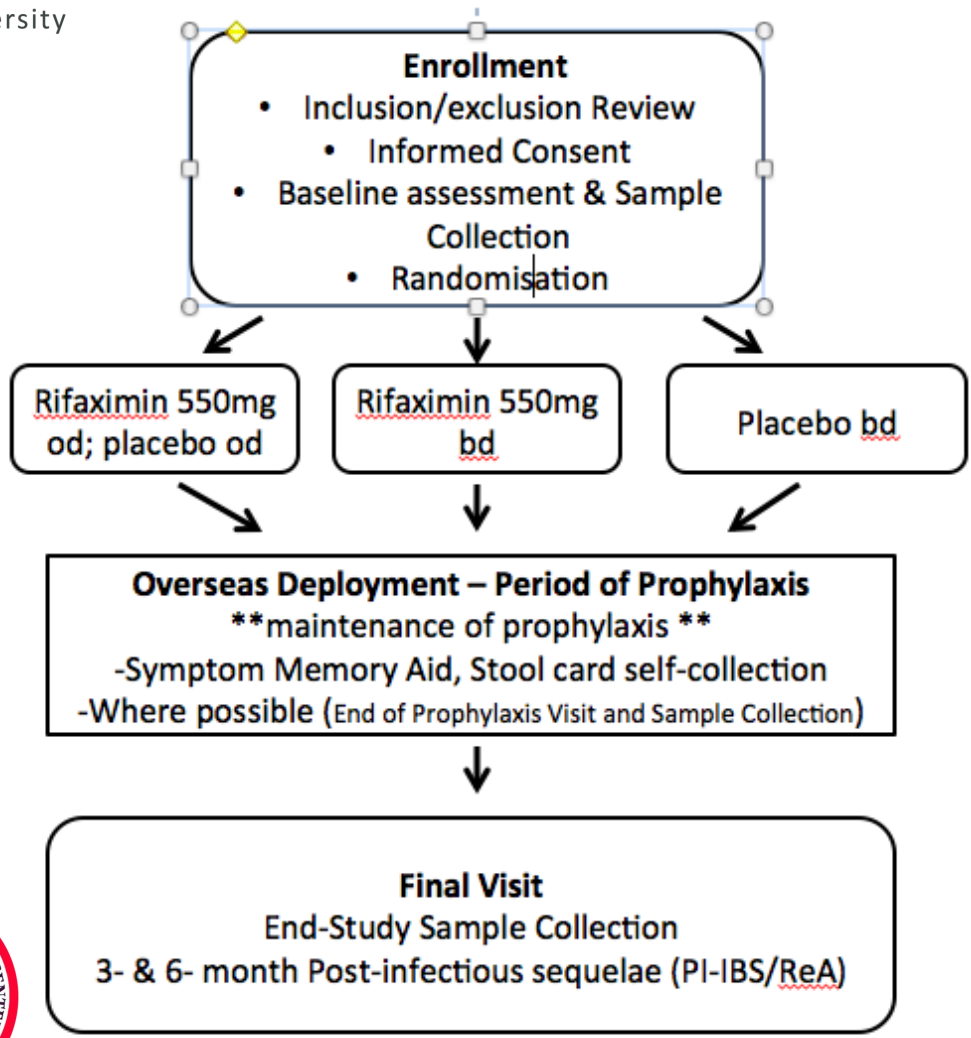 ersity
Enrollment
• Inclusion/exclusion Review
• Informed Consent
• Baseline assessment & Sample
Collection
• Randomisation
Rifaximin 550mg
od; placebo od
Rifaximin 550mg
bd
Placebo bd
Overseas Deployment – Period of Prophylaxis
**maintenance of prophylaxis **
-Symptom Memory Aid, Stool card self-collection
-Where possible (End of Prophylaxis Visit and Sample Collection)
Final Visit
End-Study Sample Collection
3- & 6- month Post-infectious sequelae (PI-IBS/ReA)